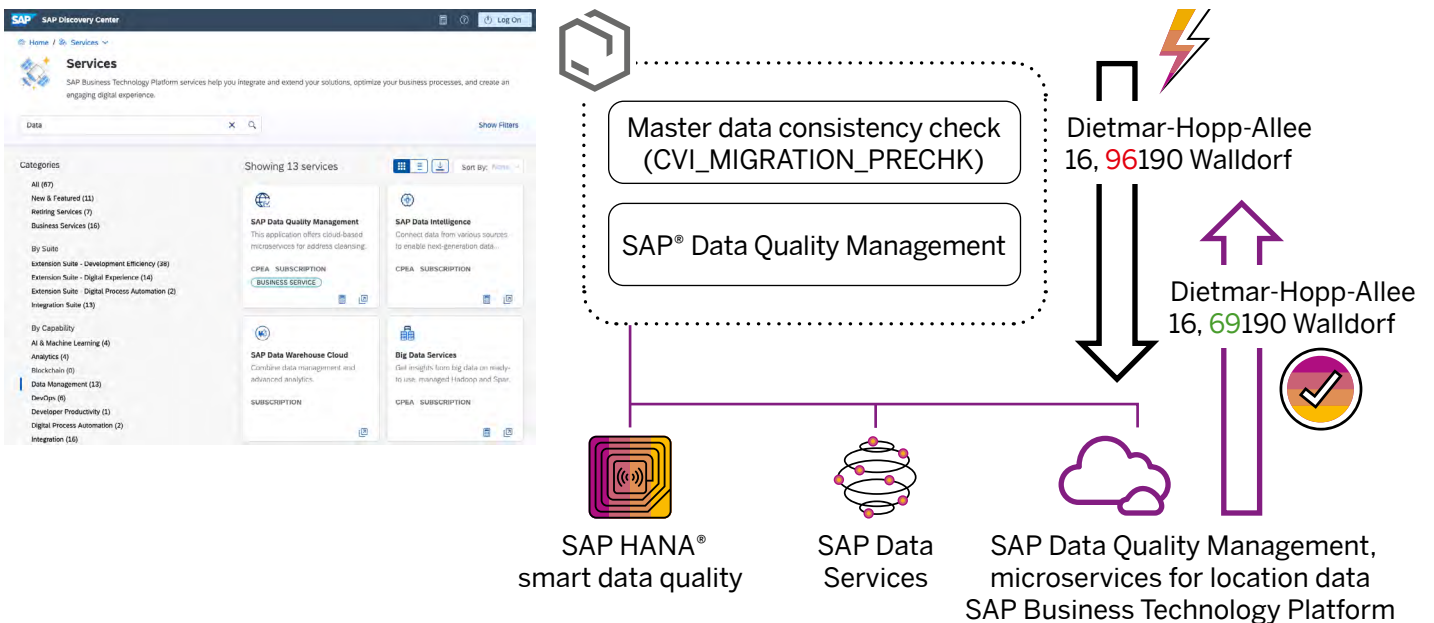 SAP SAP Discovery Center
Log On
Home / Services
Services
SAP Business Technology Platform services help you integrate and extend your solutions, optimize your business processes, and create an
engaging digital experience.
Data
Show Filters
Categories
All (67)
New & Featured (11)
Retiring Services (7)
Business Services (16)
By Suite
Extension Suite - Development Efficiency (38)
Extension Suite - Digital Experience (14)
Extension Suite - Digital Process Automation (2)
Integration Suite (13)
By Capability
AI & Machine Learning (4)
Analytics (4)
Blockchain (0)
Data Management (13)
DevOps (6)
Developer Productivity (1)
Digital Process Automation (2)
Integration (16)
Showing 13 services
Sort By: Name
SAP Data Quality Management
This application offers cloud-based
microservices for address cleansing,
CPEA SUBSCRIPTION
BUSINESS SERVICE
SAP Data Intelligence
Connect data from various sources
to enable next-generation data...
CPEA SUBSCRIPTION
SAP Data Warehouse Cloud
Combine data management and
advanced analytics.
SUBSCRIPTION
Big Data Services
Get insights from big data on ready-
to use, managed Hadoop and Spar.
CPEA SUBSCRIPTION
Master data consistency check
(CVI_MIGRATION_PRECHK)
SAP® Data Quality Management
Dietmar-Hopp-Allee
16, 96190 Walldorf
Dietmar-Hopp-Allee
16, 69190 Walldorf
SAP HANA®
smart data quality
SAP Data
Services
SAP Data Quality Management,
microservices for location data
SAP Business Technology Platform